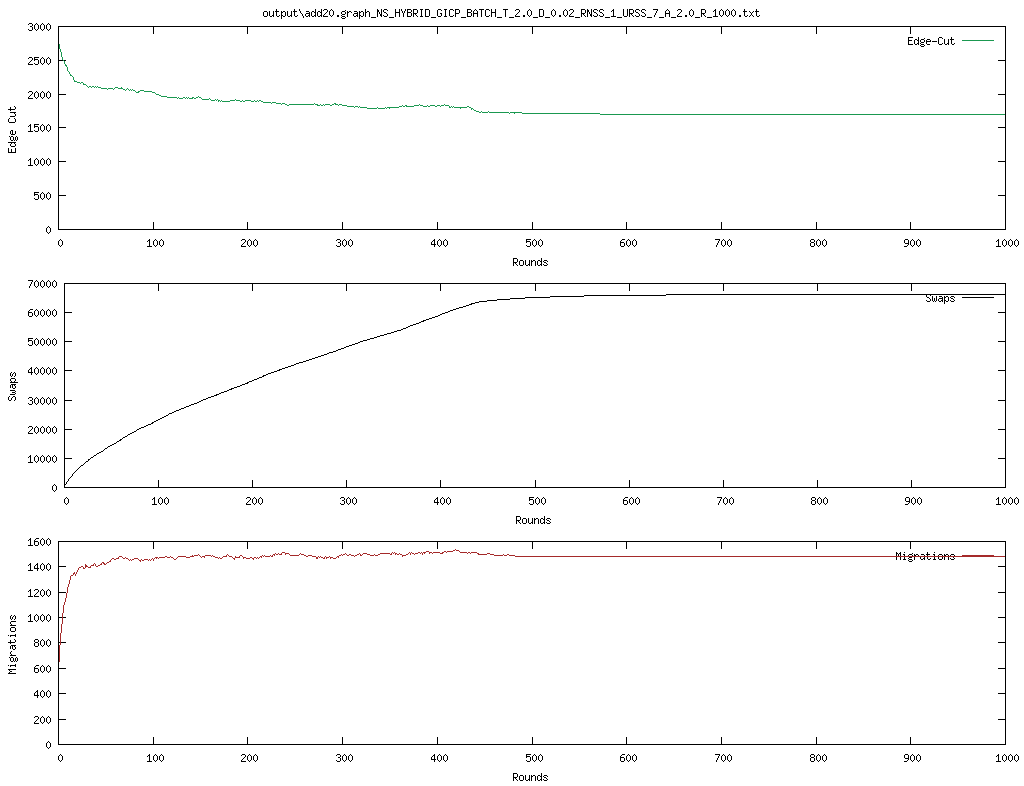 output\add20.graph_NS_HYBRID_GICP_BATCH_T_2.0_D_0.02_RNSS_1_URSS_7_A_2.0_R_1000.txt
3000
2500
2000
1500
1000
500
0
Edge Cut
Edge-Cut
0 100 200 300 400 500 600 700 800 900 1000
Rounds
70000
60000
50000
40000
30000
20000
10000
0
Swaps
Swaps
0 100 200 300 400 500 600 700 800 900 1000
Rounds
1600
1400
1200
1000
800
600
400
200
0
Migrations
Migrations
0 100 200 300 400 500 600 700 800 900 1000
Rounds